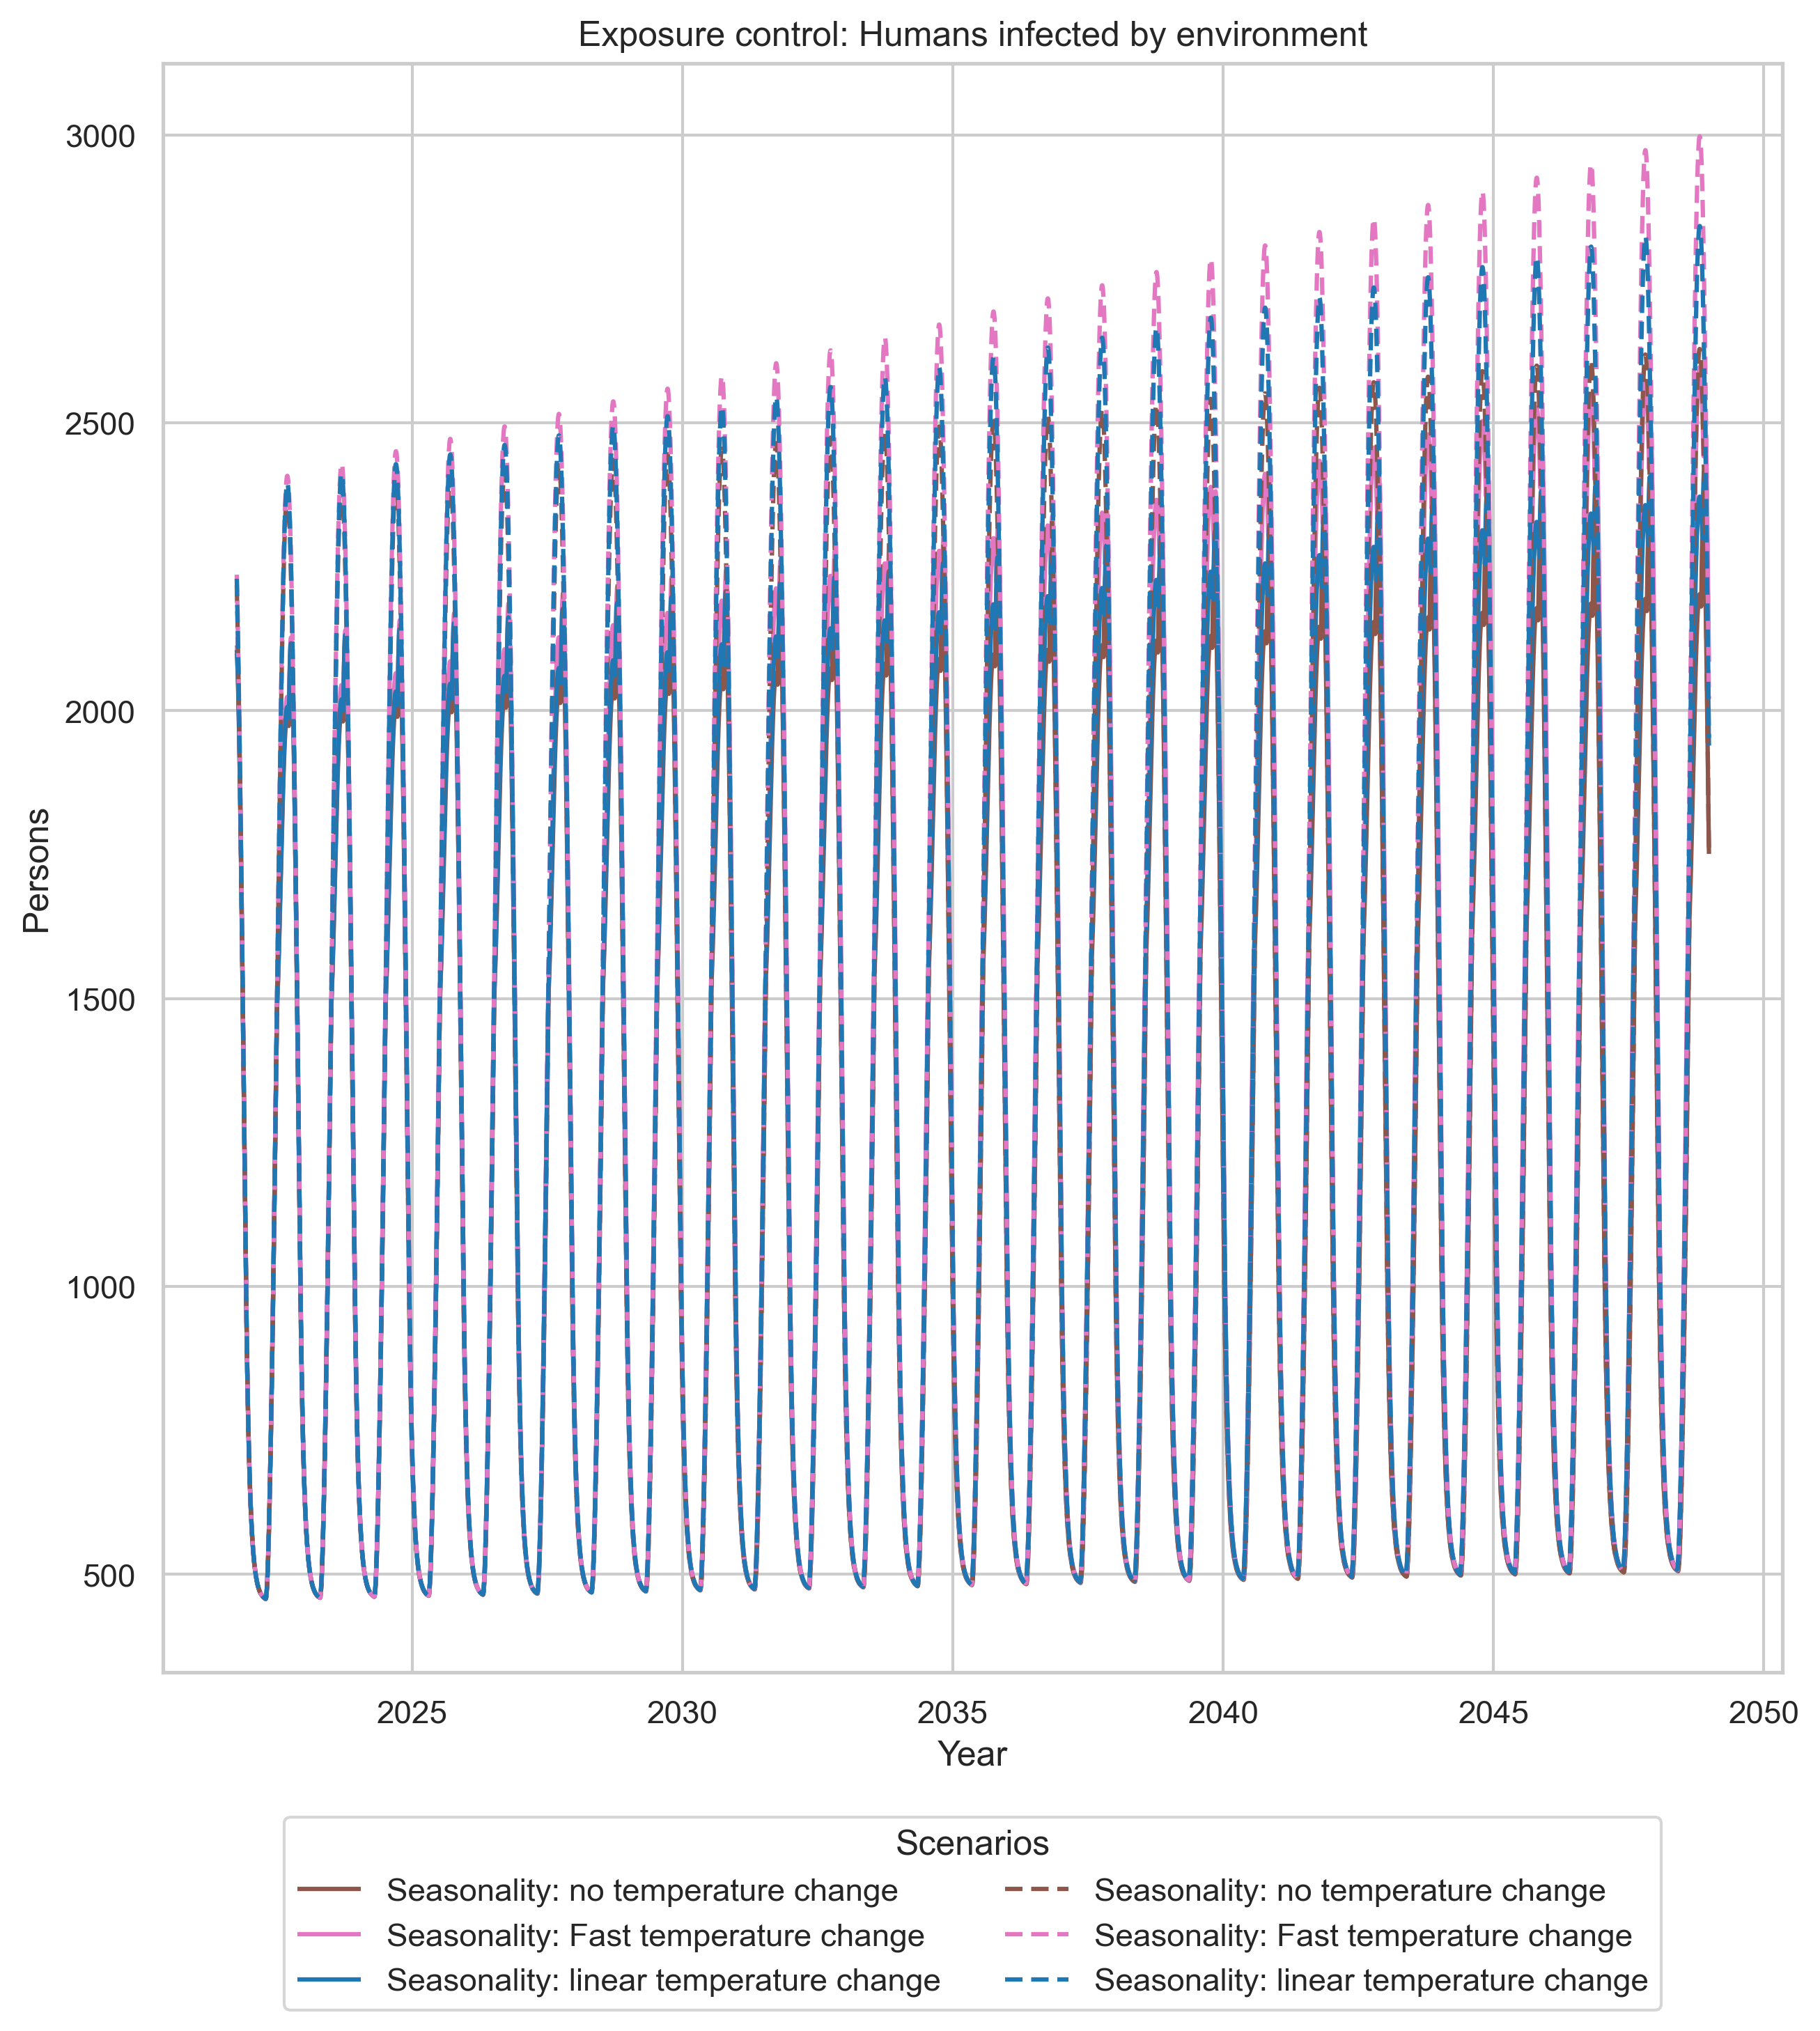 Exposure control: Humans infected by environment
3000
2500
2000
1500
1000
500
Persons
2025 2030 2035 2040 2045 2050
Year
Scenarios
Seasonality: no temperature change Seasonality: no temperature change
Seasonality: Fast temperature change Seasonality: Fast temperature change
Seasonality: linear temperature change Seasonality: linear temperature change